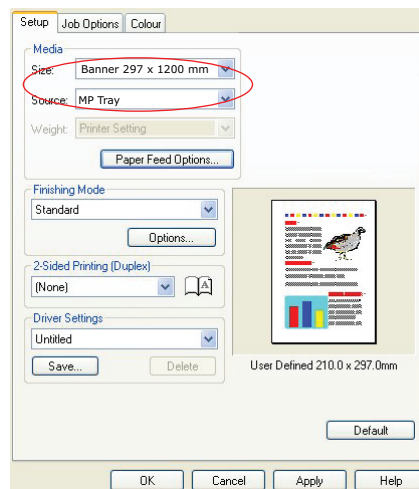 Setup Job Options Colour
Media
Size: Banner 297 x 1200 mm
Source: MP Tray
Weight: Printer Setting
Paper Feed Options...
Finishing Mode
Standard
Options...
2-Sided Printing (Duplex)
(None)
A
Driver Settings
Untitled
Save... Delete
User Defined 210.0 x 297.0mm
Default
OK Cancel Apply Help